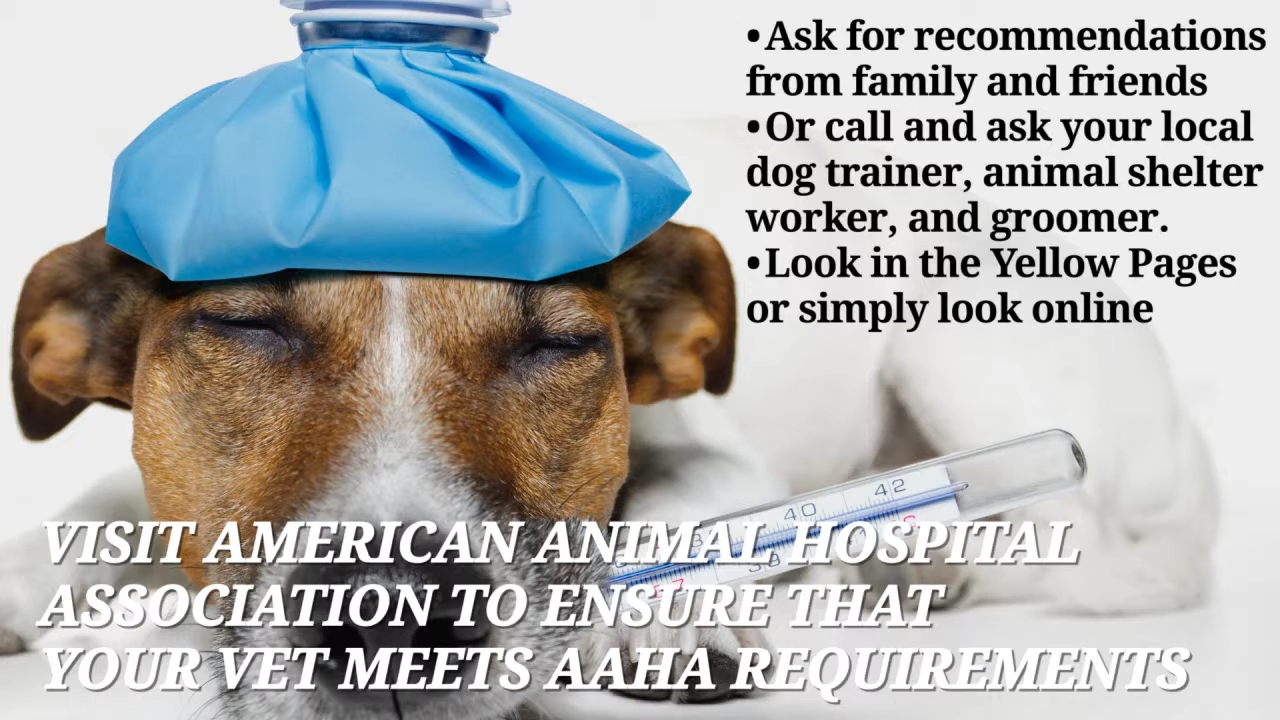 •Ask for recommendations
from family and friends
•Or call and ask your local
dog trainer, animal shelter
worker, and groomer.
•Look in the Yellow Pages
or simply look online
42
40
38
37
VISIT AMERICAN ANIMAL HOSPITAL
ASSOCIATION TO ENSURE THAT
YOUR VET MEETS AAHA REQUIREMENTS